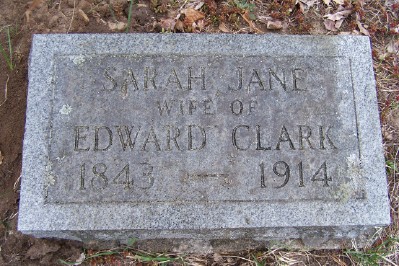 SARAH JANE
WIFE OF
EDWARD CLARK
1843 — 1914